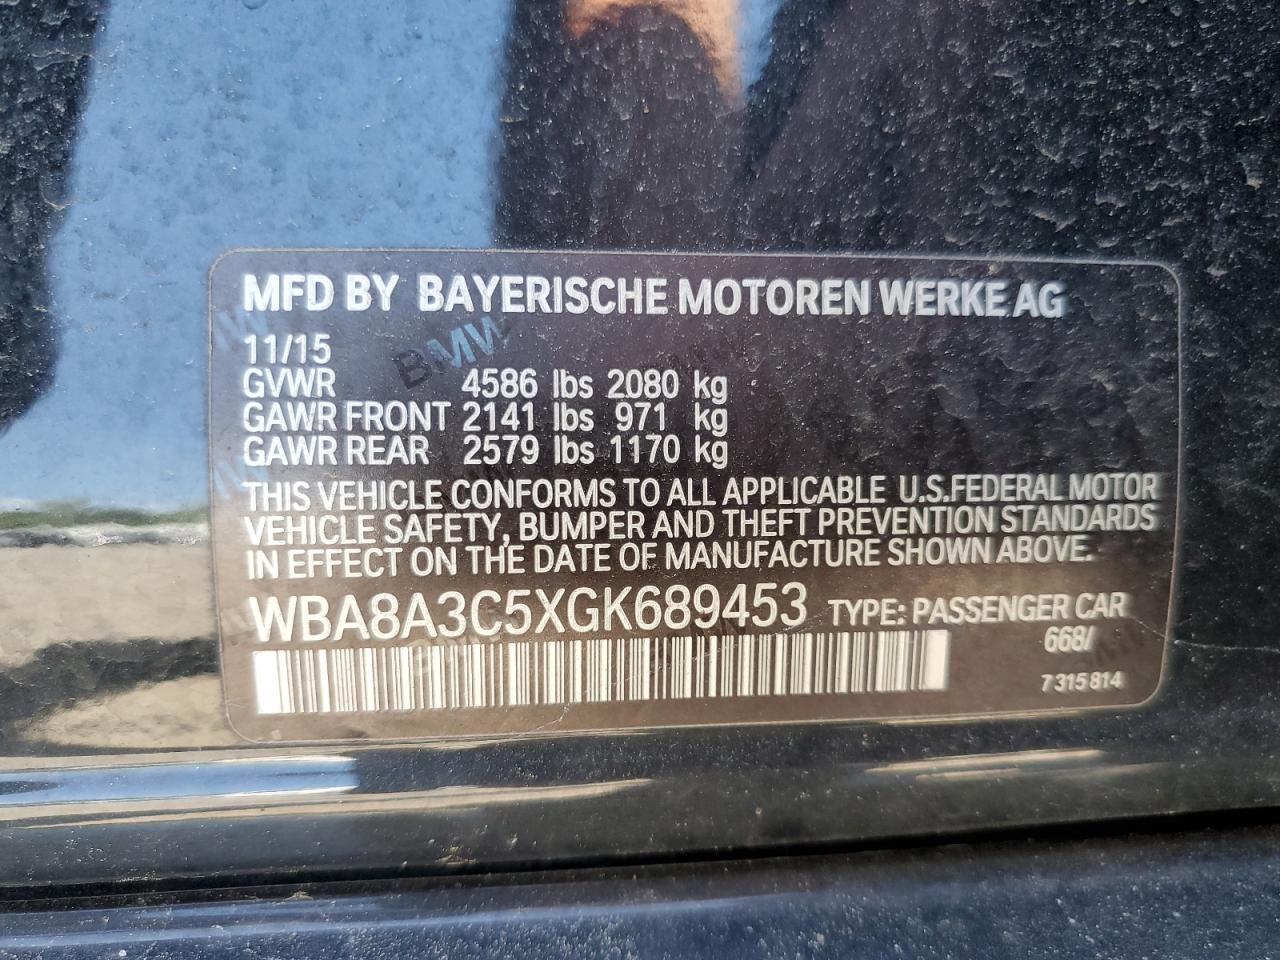 MFD BY BAYERISCHE MOTOREN WERKE AG
11/15
GVWR 4586 lbs 2080 kg
GAWR FRONT 2141 lbs 971 kg
GAWR REAR 2579 lbs 1170 kg
THIS VEHICLE CONFORMS TO ALL APPLICABLE U.S.FEDERAL MOTOR
VEHICLE SAFETY, BUMPER AND THEFT PREVENTION STANDARDS
IN EFFECT ON THE DATE OF MANUFACTURE SHOWN ABOVE.
WBA8A3C5XGK689453 TYPE: PASSENGER CAR
668/
7 315 814
BMW